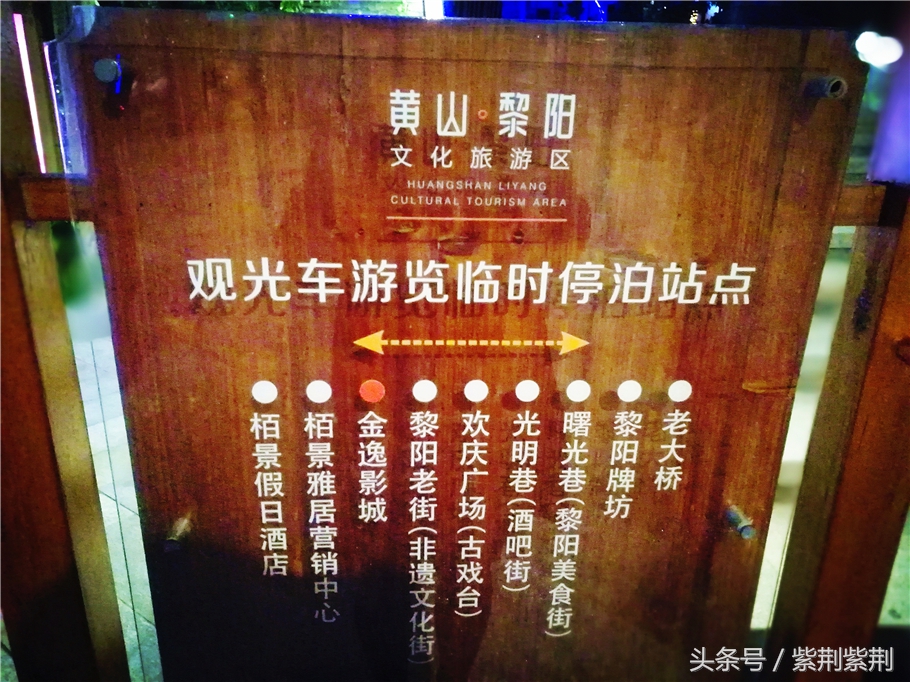 黄山·黎阳
文化旅游区
HUANGSHAN LIYANG
CULTURAL TOURISM AREA
观光车游览临时停泊站点
栢景假日酒店
栢景雅居营销中心
金逸影城
黎阳老街(非遗文化街)
欢庆广场(古戏台)
光明巷(酒吧街)
曙光巷(黎阳美食街)
黎阳牌坊
老大桥
头条号 / 紫荆紫荆